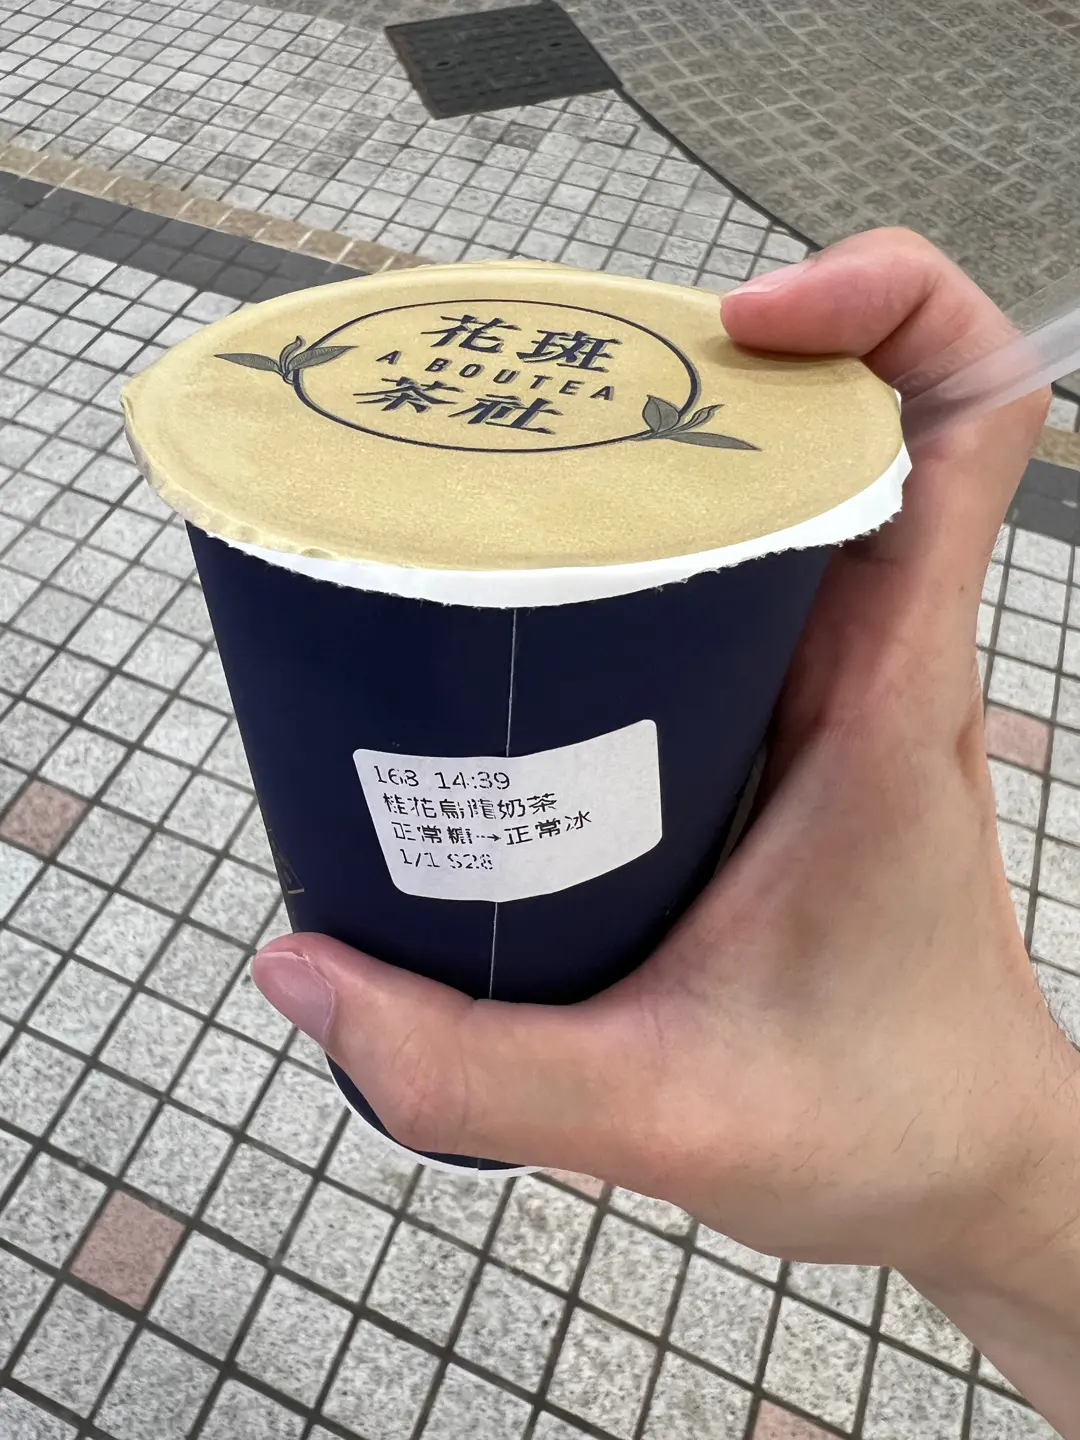 花斑
A BOUTEA
茶社
168 14:39
桂花烏龍奶茶
正常糖--→正常冰
1/1 $28